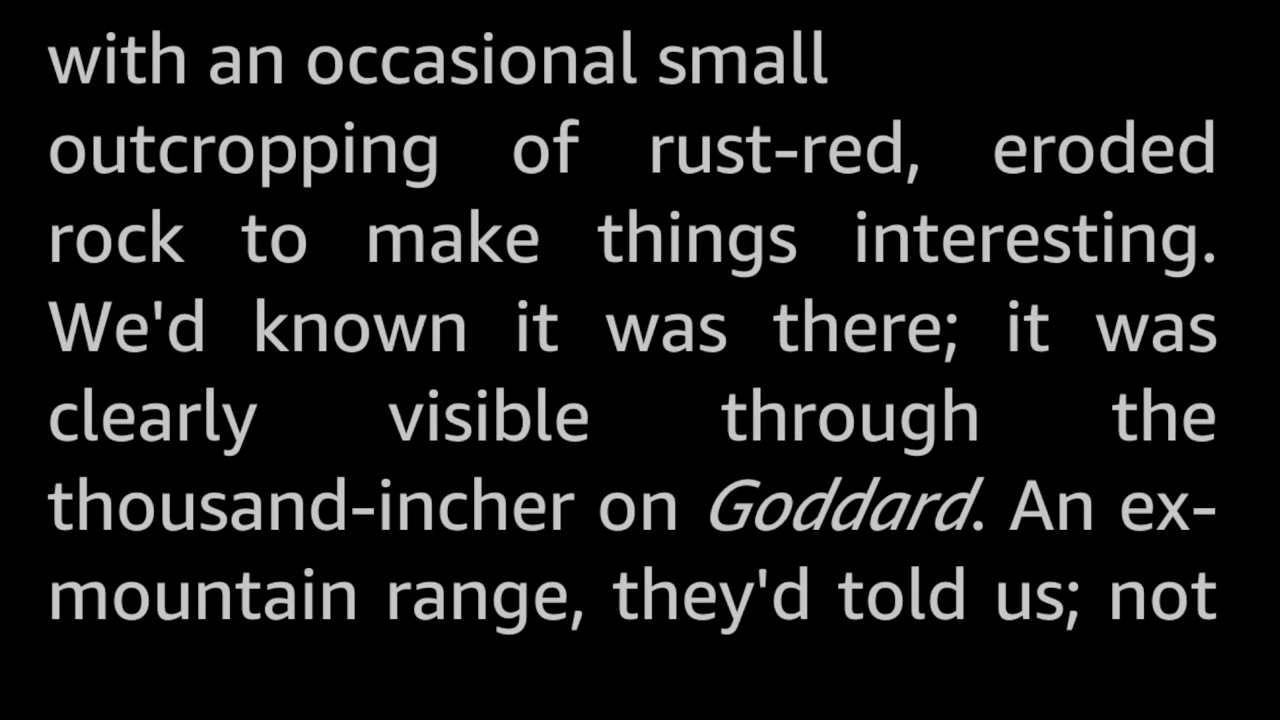 with an occasional small
outcropping of rust-red, eroded
rock to make things interesting.
We'd known it was there; it was
clearly visible through the
thousand-incher on Goddard. An ex-
mountain range, they'd told us; not